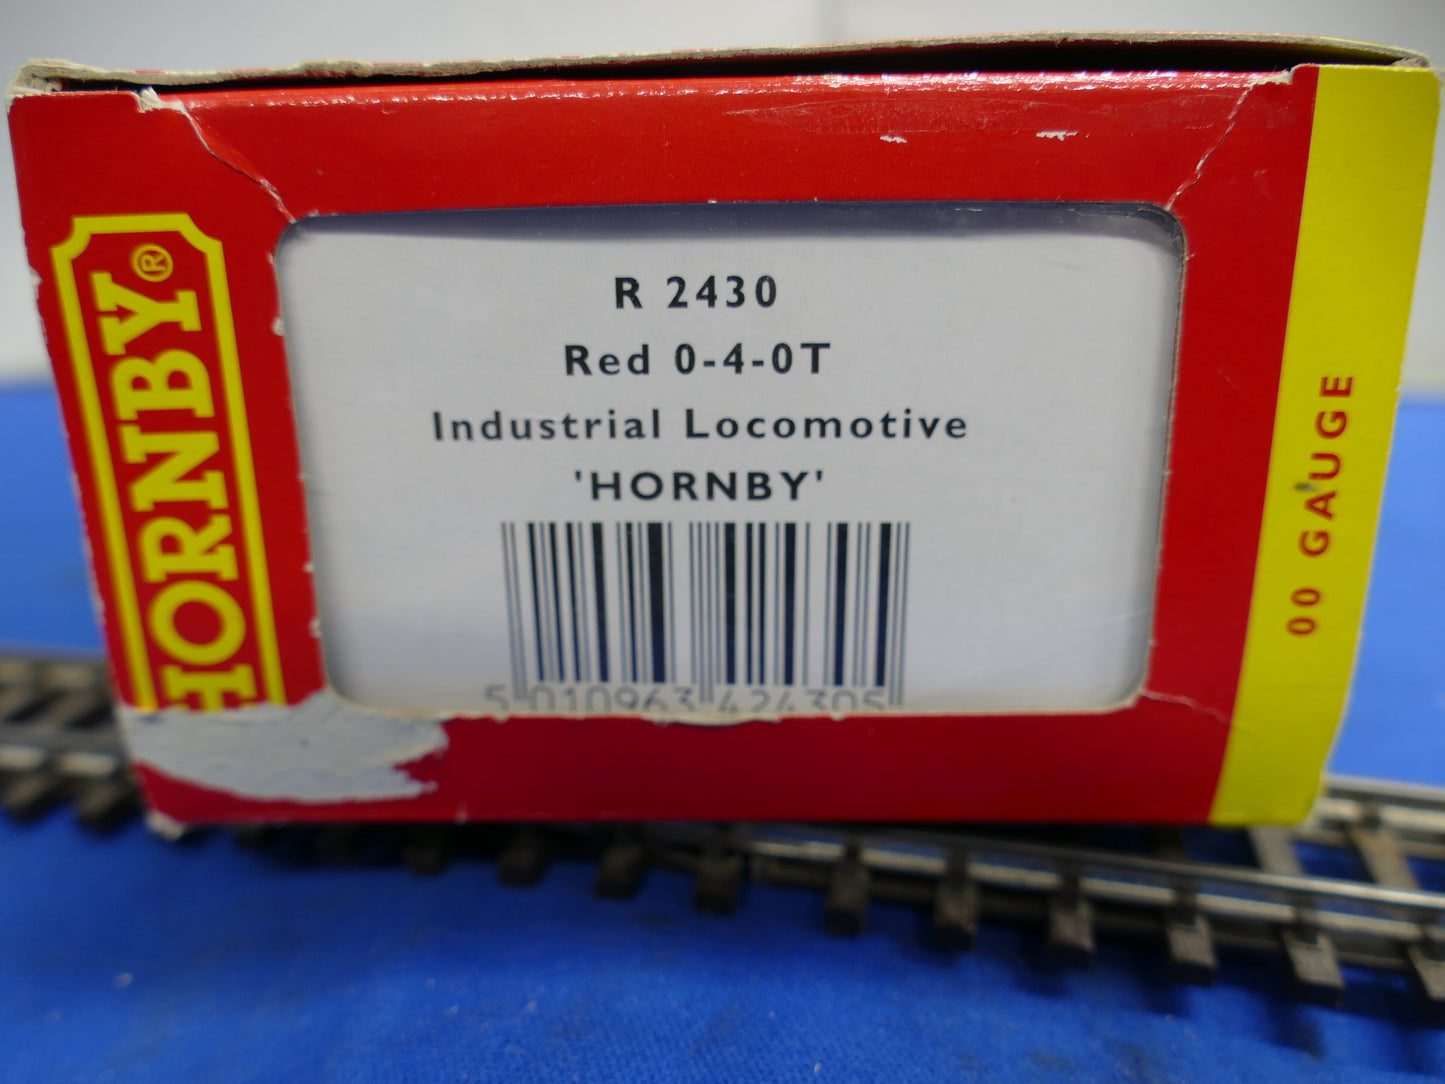 HORNBY®
R 2430
Red 0-4-0T
Industrial Locomotive
'HORNBY'
5 010963 424305
00 GAUGE